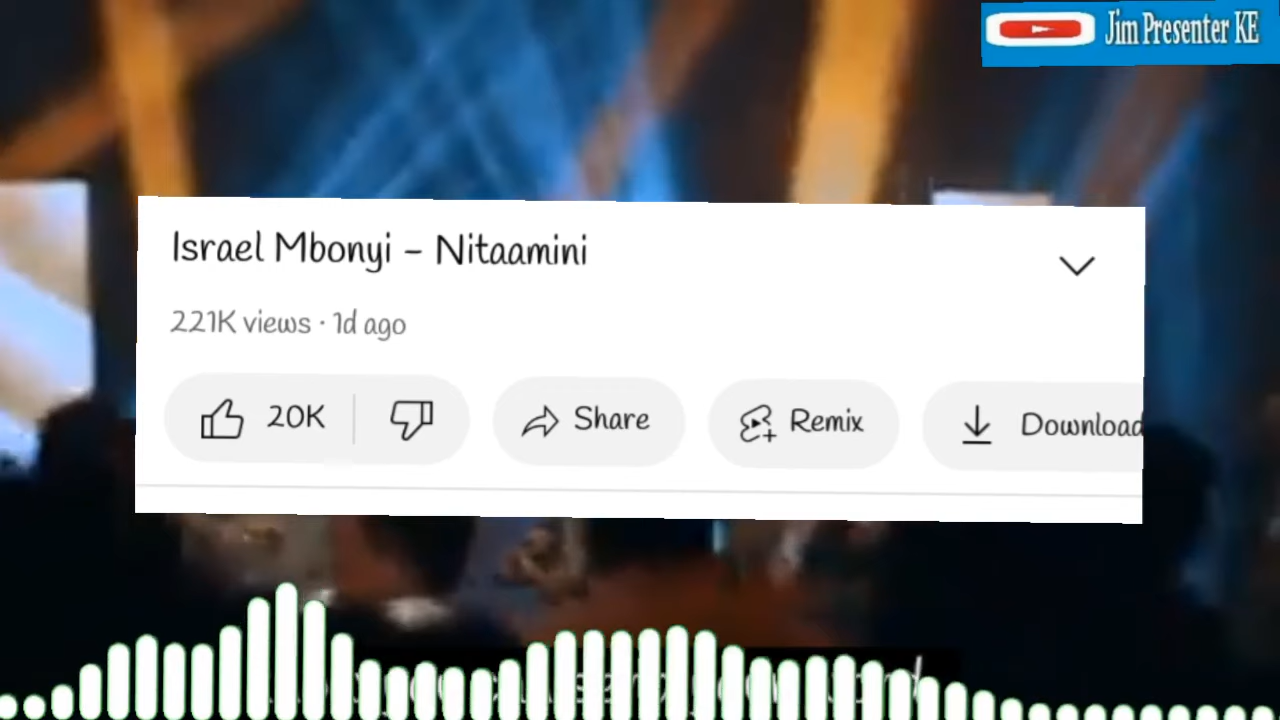 Jim Presenter KE
Israel Mbonyi – Nitaamini
221K views · 1d ago
20K
Share
Remix
Download